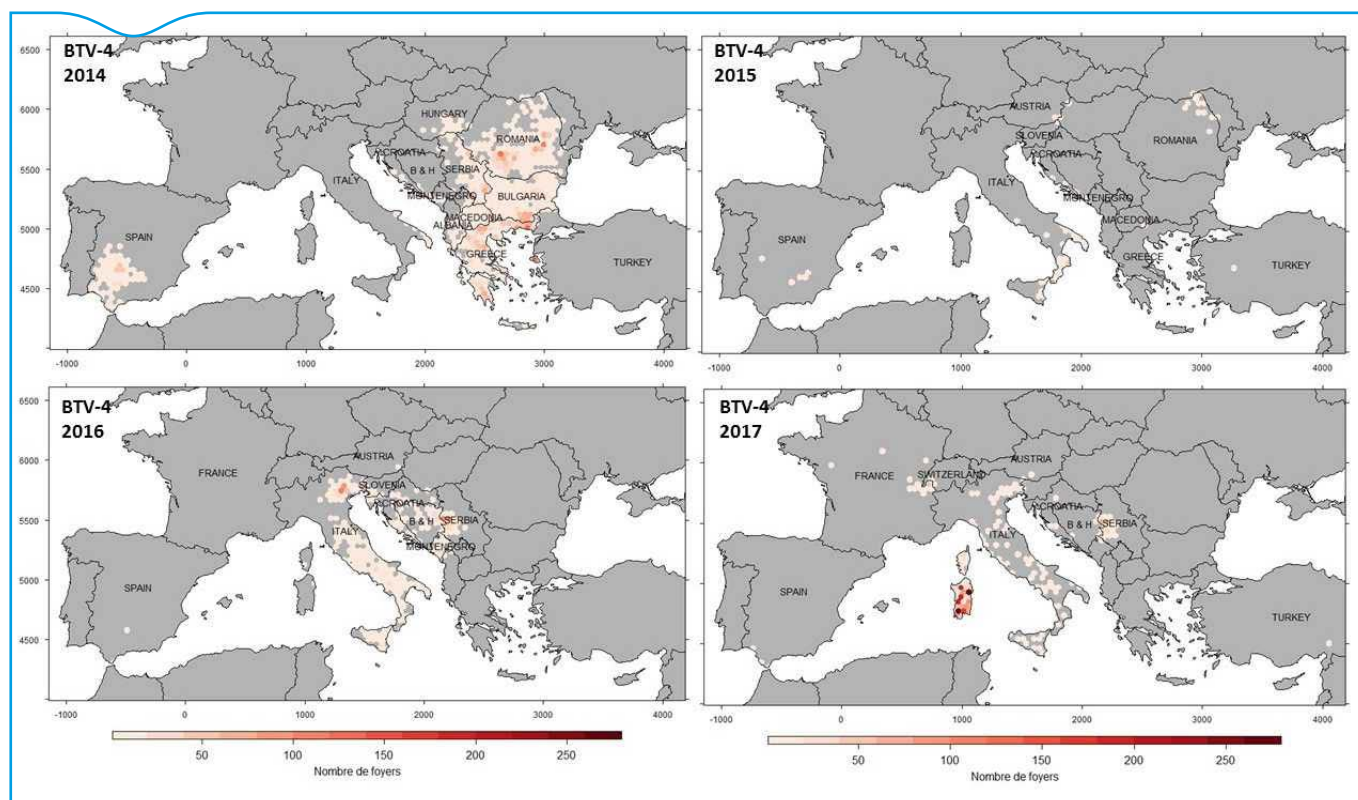 BTV-4
2014
6500
6000
5500
5000
4500
HUNGARY
ROMANIA
CROATIA
SERBIA
B & H
ITALY
MONTENEGRO
BULGARIA
MACEDONIA
ALBANIA
SPAIN
GREECE
TURKEY
-1000 0 1000 2000 3000 4000
BTV-4
2015
AUSTRIA
SLOVENIA
ROMANIA
CROATIA
ITALY
MONTENEGRO
MACEDONIA
SPAIN
GREECE
TURKEY
-1000 0 1000 2000 3000 4000
BTV-4
2016
6500
6000
5500
5000
4500
AUSTRIA
FRANCE
SLOVENIA
CROATIA
B & H
SERBIA
ITALY
MONTENEGRO
SPAIN
-1000 0 1000 2000 3000 4000
50 100 150 200 250
Nombre de foyers
BTV-4
2017
AUSTRIA
FRANCE
SWITZERLAND
CROATIA
B & H
SERBIA
ITALY
SPAIN
TURKEY
-1000 0 1000 2000 3000 4000
50 100 150 200 250
Nombre de foyers